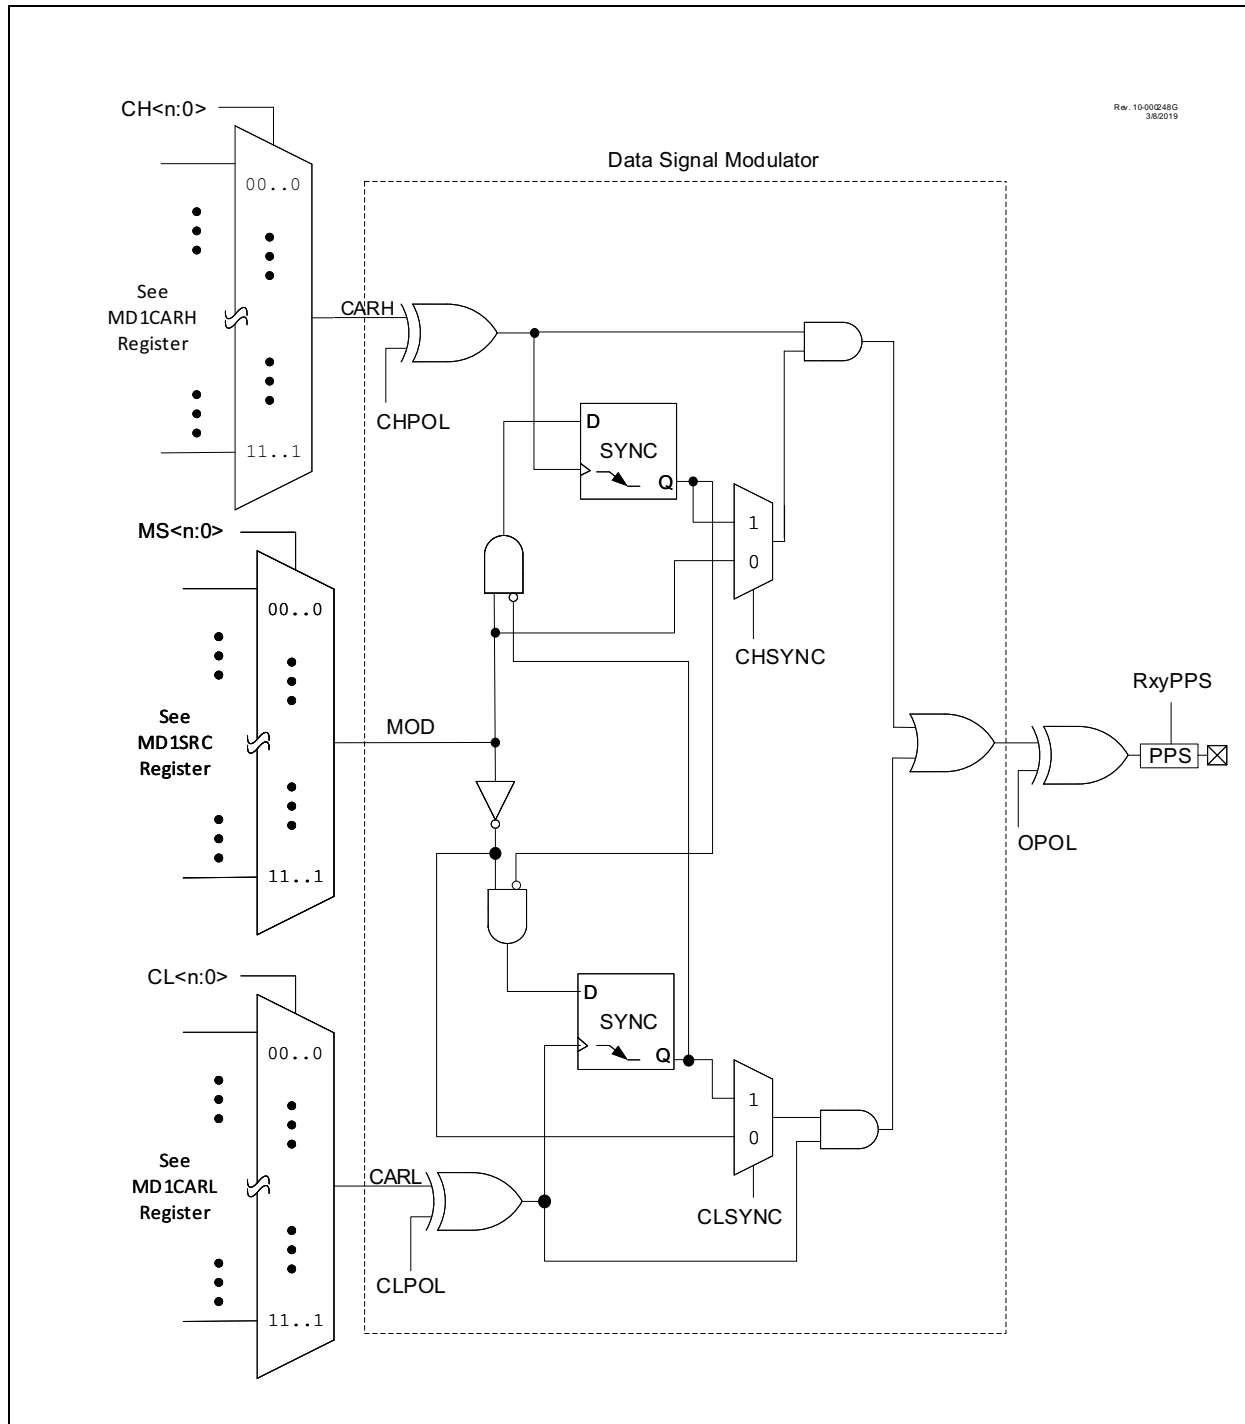 CH<n:0>
Rev. 10-000248G
3/8/2019
Data Signal Modulator
00..0
See
MD1CARH
Register
CARH
CHPOL
D
SYNC
Q
11..1
1
0
MS<n:0>
00..0
CHSYNC
RxyPPS
See
MD1SRC
Register
MOD
PPS
OPOL
11..1
CL<n:0>
D
SYNC
Q
00..0
1
0
See
MD1CARL
Register
CARL
CLSYNC
CLPOL
11..1